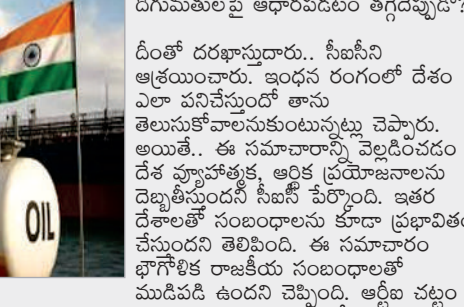 దిగుమతులపై ఆధారపడటం తగ్గేదెప్పుడో?
దీంతో దరఖాస్తుదారు.. సీఐసీని
ఆశ్రయించారు. ఇంధన రంగంలో దేశం
ఎలా పనిచేస్తుందో తాను
తెలుసుకోవాలనుకుంటున్నట్లు చెప్పారు.
అయితే.. ఈ సమాచారాన్ని వెల్లడించడం
దేశ వ్యూహాత్మక, ఆర్థిక ప్రయోజనాలను
దెబ్బతీస్తుందని సీఐసీ పేర్కొంది. ఇతర
దేశాలతో సంబంధాలను కూడా ప్రభావితం
చేస్తుందని తెలిపింది. ఈ సమాచారం
భౌగోళిక రాజకీయ సంబంధాలతో
ముడిపడి ఉందని చెప్పింది. ఆర్టీఐ చట్టం
OIL